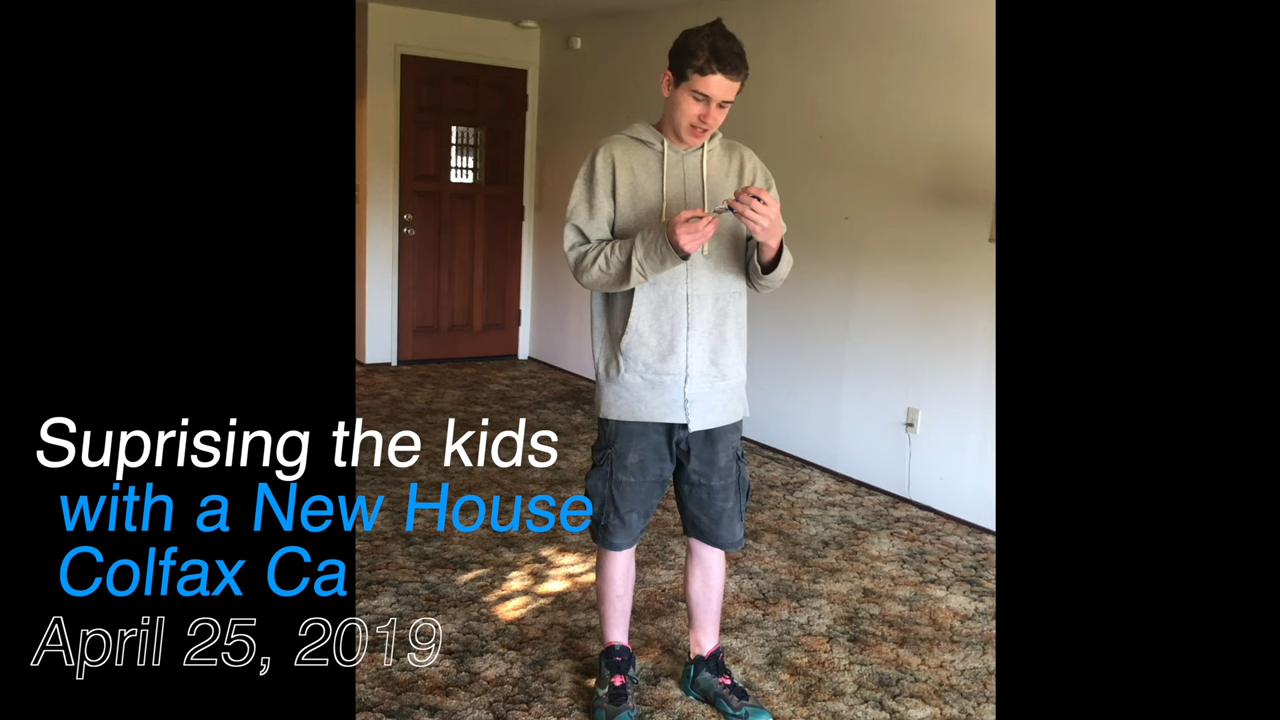 Suprising the kids
with a New House
Colfax Ca
April 25, 2019